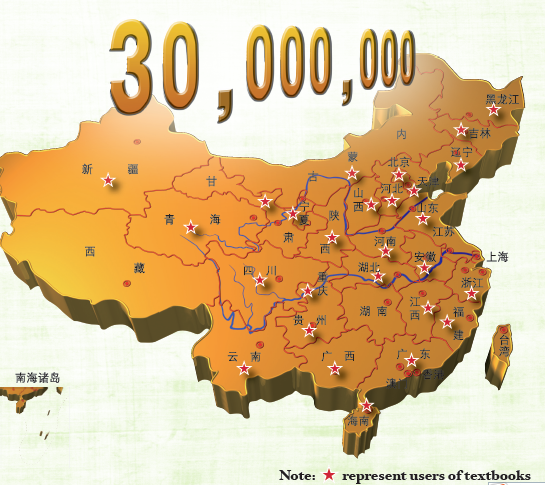 30,000,000
黑龙江
内
吉林
辽宁
蒙
古
北京
天津
河北
新 疆
甘
肃
宁夏
山西
山东
陕西
青 海
江苏
河南
西 藏
安徽
上海
四 川
重庆
湖北
浙江
湖南
江西
福建
贵 州
台湾
云 南
广 西
广 东
海南
南海诸岛
Note: ★ represent users of textbooks